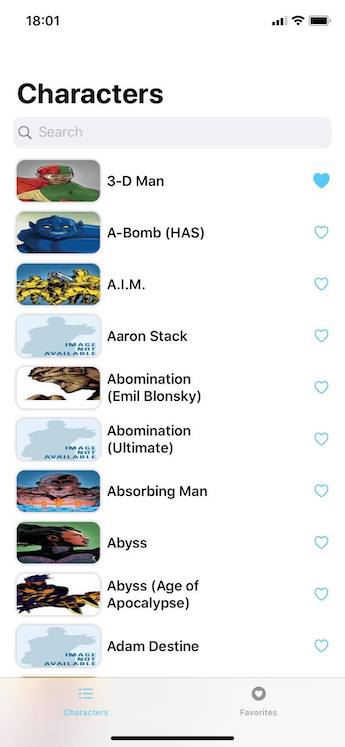 18:01
Characters
Search
3-D Man
A-Bomb (HAS)
A.I.M.
IMAGE
NOT
AVAILABLE
Aaron Stack
Abomination
(Emil Blonsky)
IMAGE
NOT
AVAILABLE
Abomination
(Ultimate)
Absorbing Man
Abyss
Abyss (Age of
Apocalypse)
IMAGE
NOT
AVAILABLE
Adam Destine
Characters
Favorites